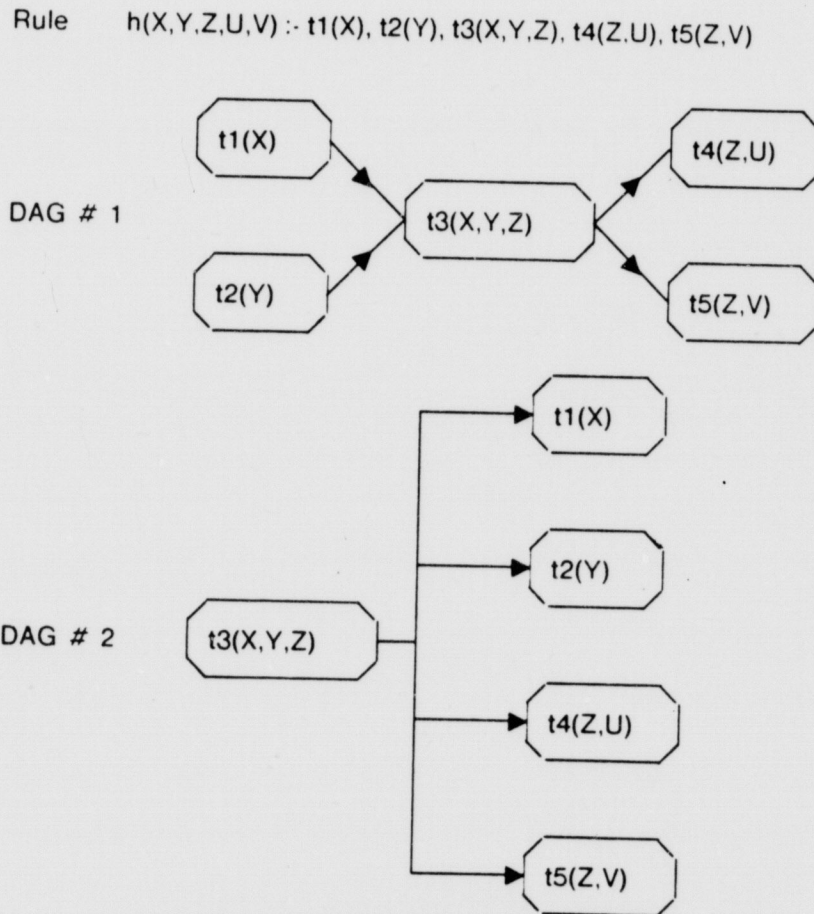 Rule h(X,Y,Z,U,V) :- t1(X), t2(Y), t3(X,Y,Z), t4(Z,U), t5(Z,V)
t1(X)
t4(Z,U)
DAG # 1
t3(X,Y,Z)
t2(Y)
t5(Z,V)
t1(X)
t2(Y)
DAG # 2
t3(X,Y,Z)
t4(Z,U)
t5(Z,V)